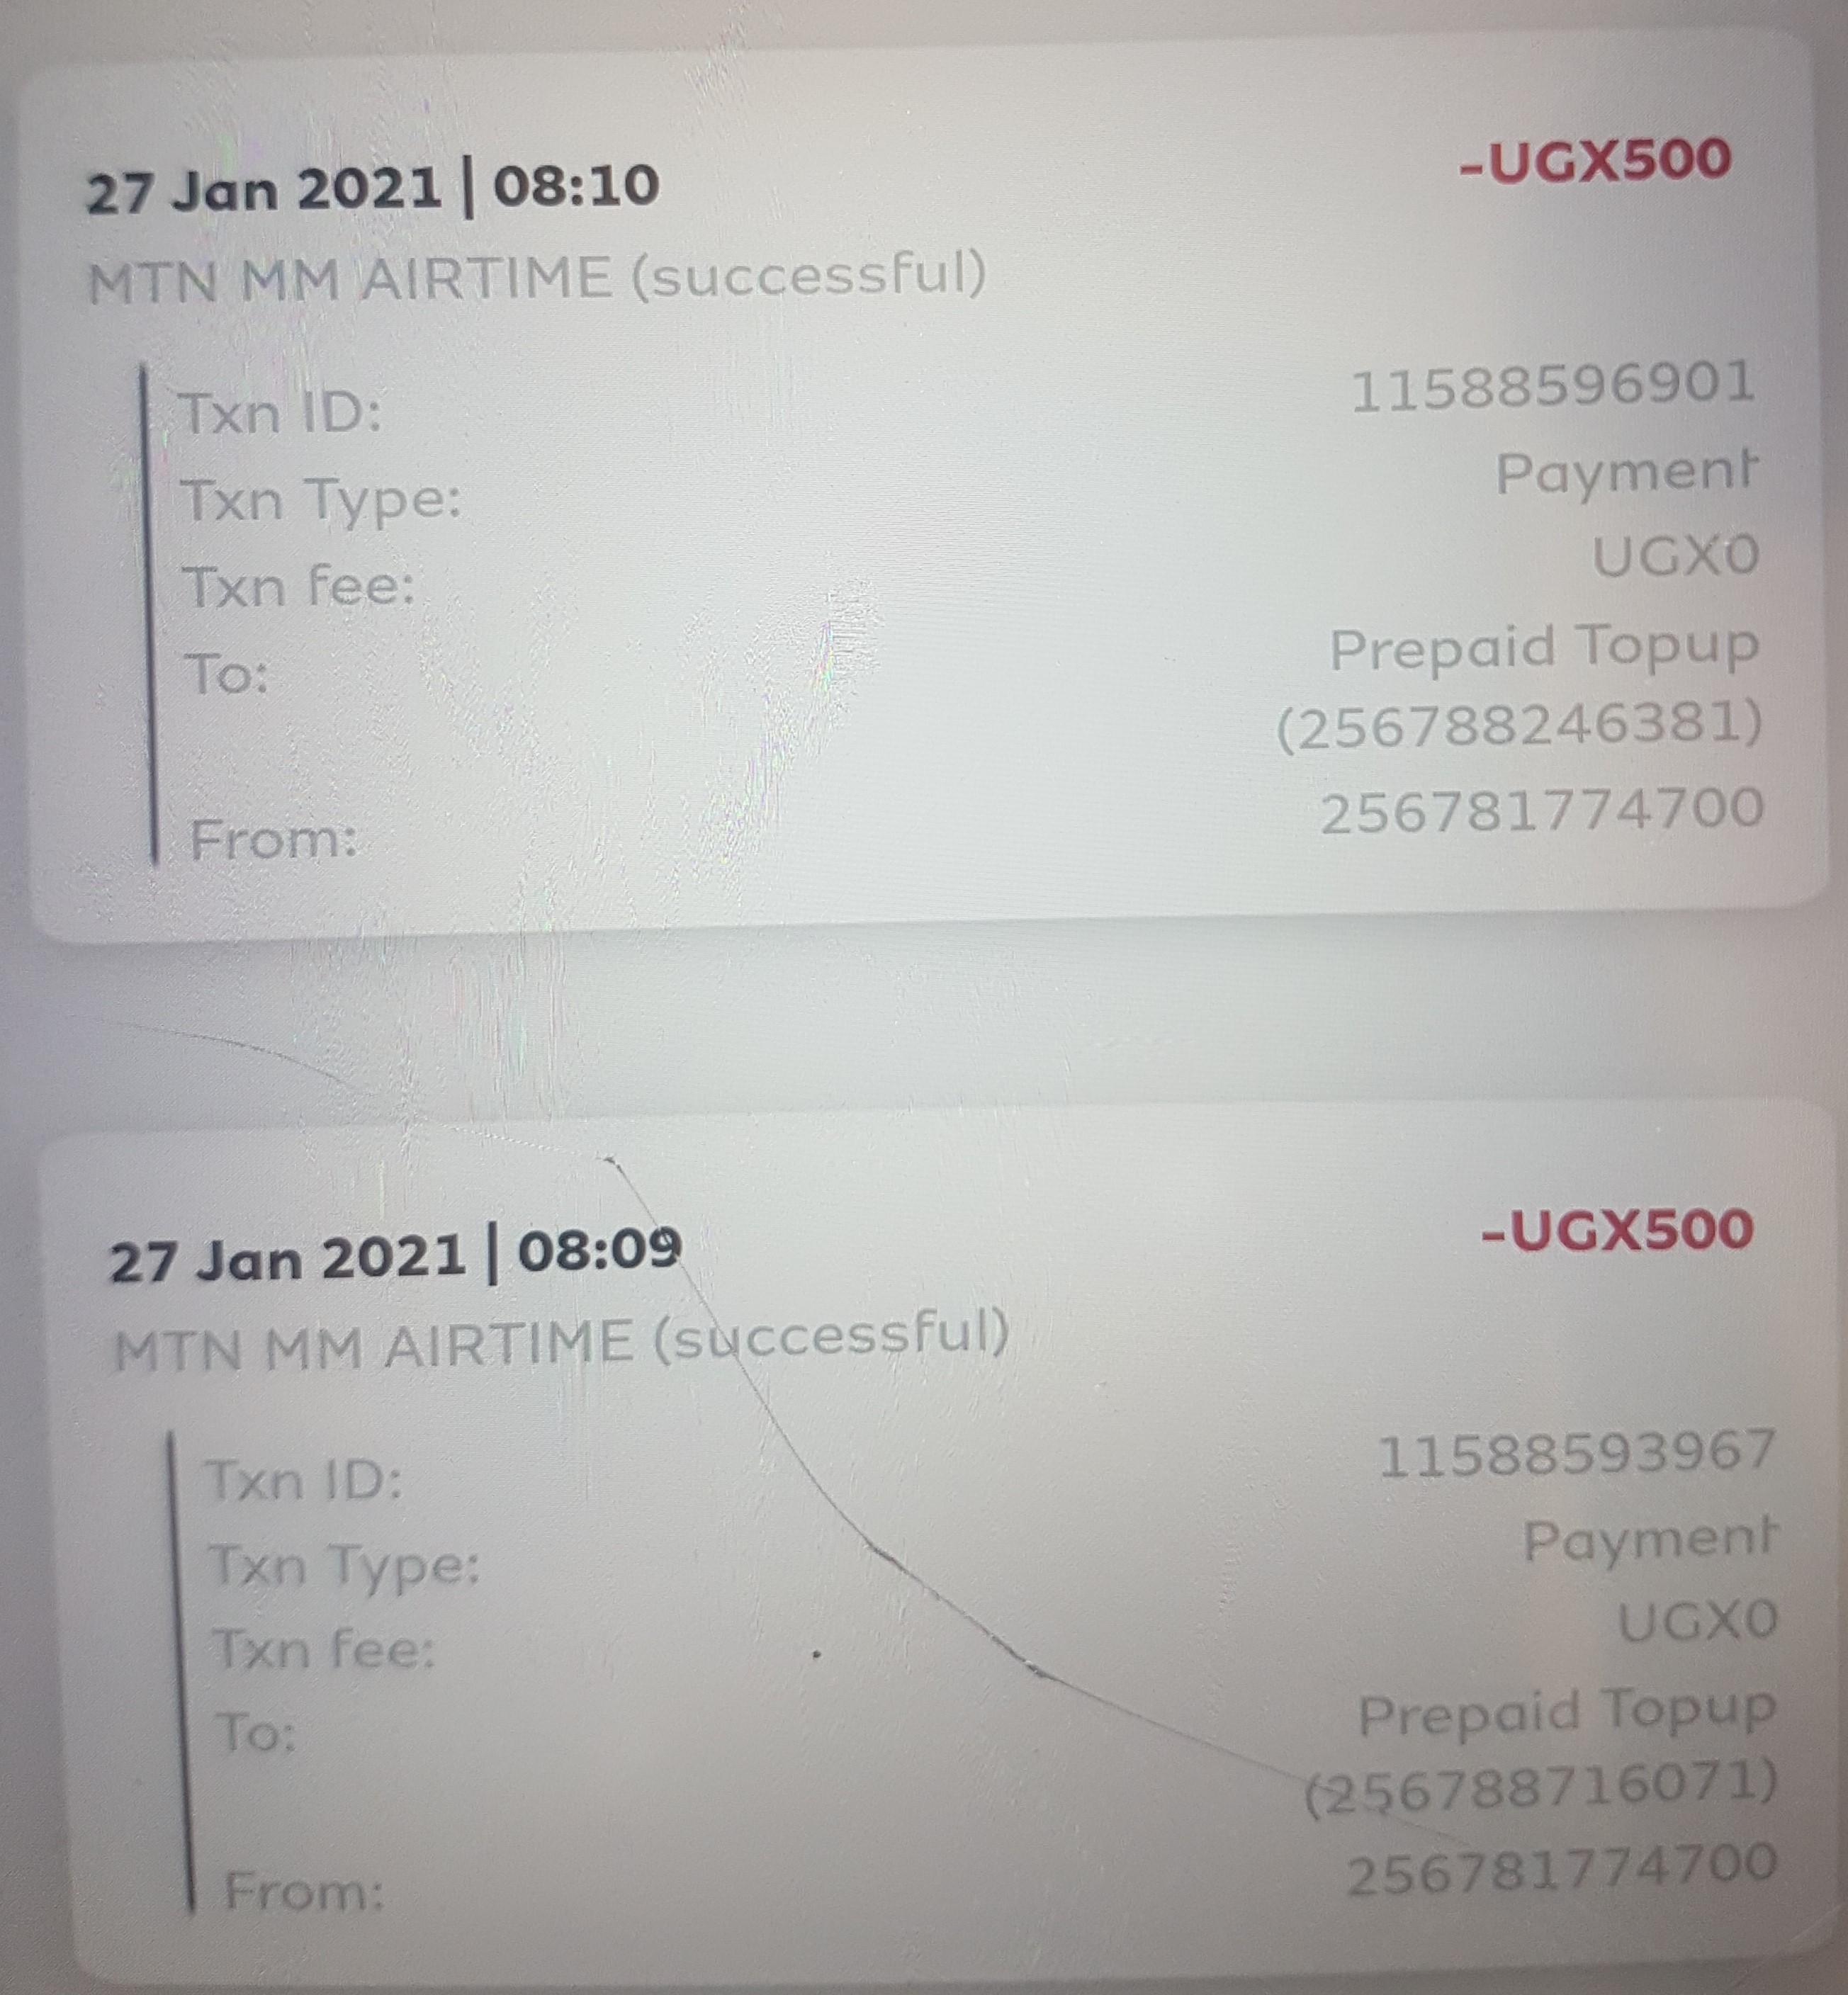 27 Jan 2021 | 08:10 -UGX500
MTN MM AIRTIME (successful)
Txn ID: 11588596901
Txn Type: Payment
Txn fee: UGX0
To: Prepaid Topup
(256788246381)
From: 256781774700
27 Jan 2021 | 08:09 -UGX500
MTN MM AIRTIME (successful)
Txn ID: 11588593967
Txn Type: Payment
Txn fee: UGX0
To: Prepaid Topup
(256788716071)
From: 256781774700